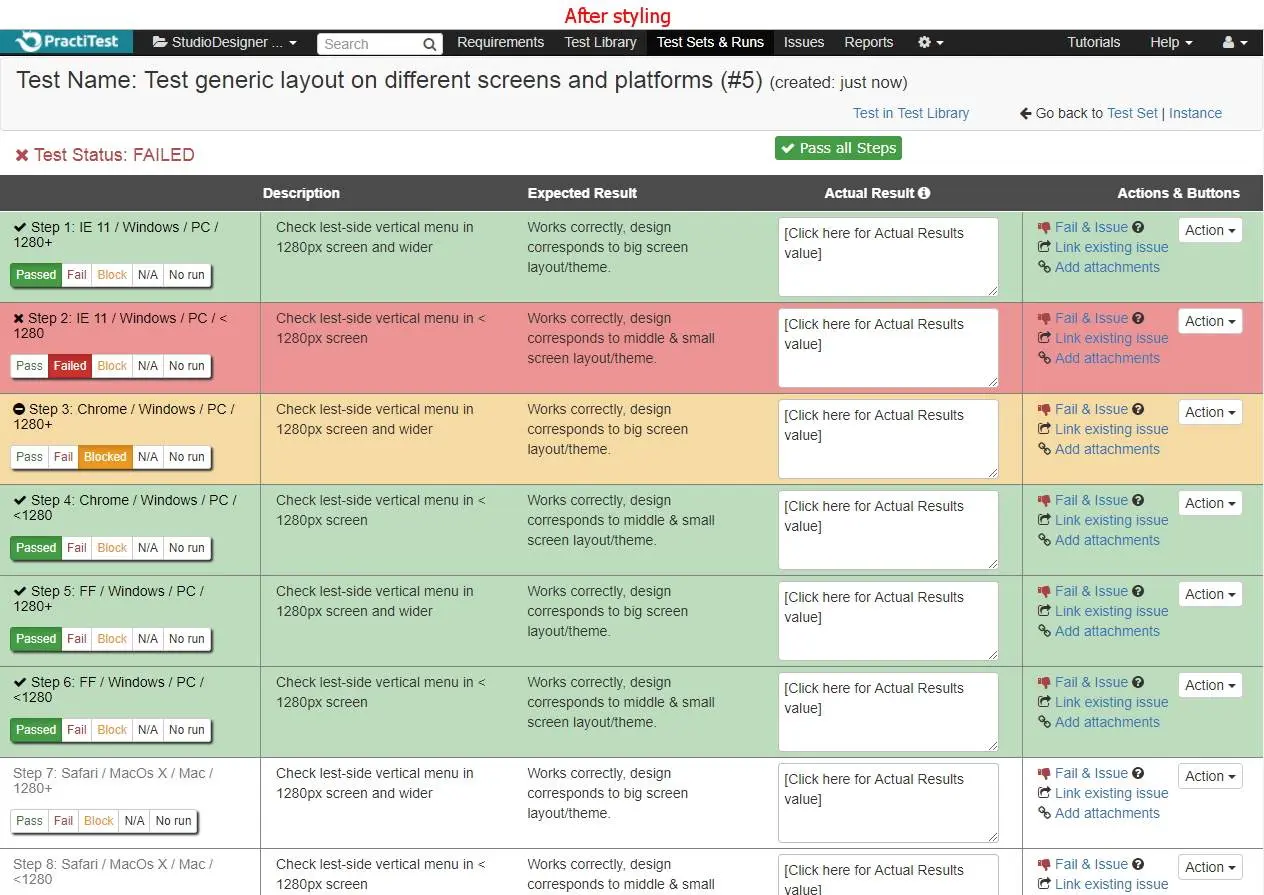 After styling
PractiTest
StudioDesigner ...
Search
Requirements
Test Library
Test Sets & Runs
Issues
Reports
Tutorials
Help
Test Name: Test generic layout on different screens and platforms (#5) (created: just now)
Test in Test Library
Go back to Test Set | Instance
Test Status: FAILED
Pass all Steps
Description
Expected Result
Actual Result
Actions & Buttons
Step 1: IE 11 / Windows / PC /
1280+
Passed Fail Block N/A No run
Check lest-side vertical menu in
1280px screen and wider
Works correctly, design
corresponds to big screen
layout/theme.
[Click here for Actual Results
value]
Fail & Issue
Link existing issue
Add attachments
Action
Step 2: IE 11 / Windows / PC / <
1280
Pass Failed Block N/A No run
Check lest-side vertical menu in <
1280px screen
Works correctly, design
corresponds to middle & small
screen layout/theme.
[Click here for Actual Results
value]
Fail & Issue
Link existing issue
Add attachments
Action
Step 3: Chrome / Windows / PC /
1280+
Pass Fail Blocked N/A No run
Check lest-side vertical menu in
1280px screen and wider
Works correctly, design
corresponds to big screen
layout/theme.
[Click here for Actual Results
value]
Fail & Issue
Link existing issue
Add attachments
Action
Step 4: Chrome / Windows / PC /
<1280
Passed Fail Block N/A No run
Check lest-side vertical menu in <
1280px screen
Works correctly, design
corresponds to middle & small
screen layout/theme.
[Click here for Actual Results
value]
Fail & Issue
Link existing issue
Add attachments
Action
Step 5: FF / Windows / PC /
1280+
Passed Fail Block N/A No run
Check lest-side vertical menu in
1280px screen and wider
Works correctly, design
corresponds to big screen
layout/theme.
[Click here for Actual Results
value]
Fail & Issue
Link existing issue
Add attachments
Action
Step 6: FF / Windows / PC /
<1280
Passed Fail Block N/A No run
Check lest-side vertical menu in <
1280px screen
Works correctly, design
corresponds to middle & small
screen layout/theme.
[Click here for Actual Results
value]
Fail & Issue
Link existing issue
Add attachments
Action
Step 7: Safari / MacOs X / Mac /
1280+
Pass Fail Block N/A No run
Check lest-side vertical menu in
1280px screen and wider
Works correctly, design
corresponds to big screen
layout/theme.
[Click here for Actual Results
value]
Fail & Issue
Link existing issue
Add attachments
Action
Step 8: Safari / MacOs X / Mac /
<1280
Check lest-side vertical menu in <
1280px screen
Works correctly, design
corresponds to middle & small
[Click here for Actual Results
value]
Fail & Issue
Link existing issue
Action